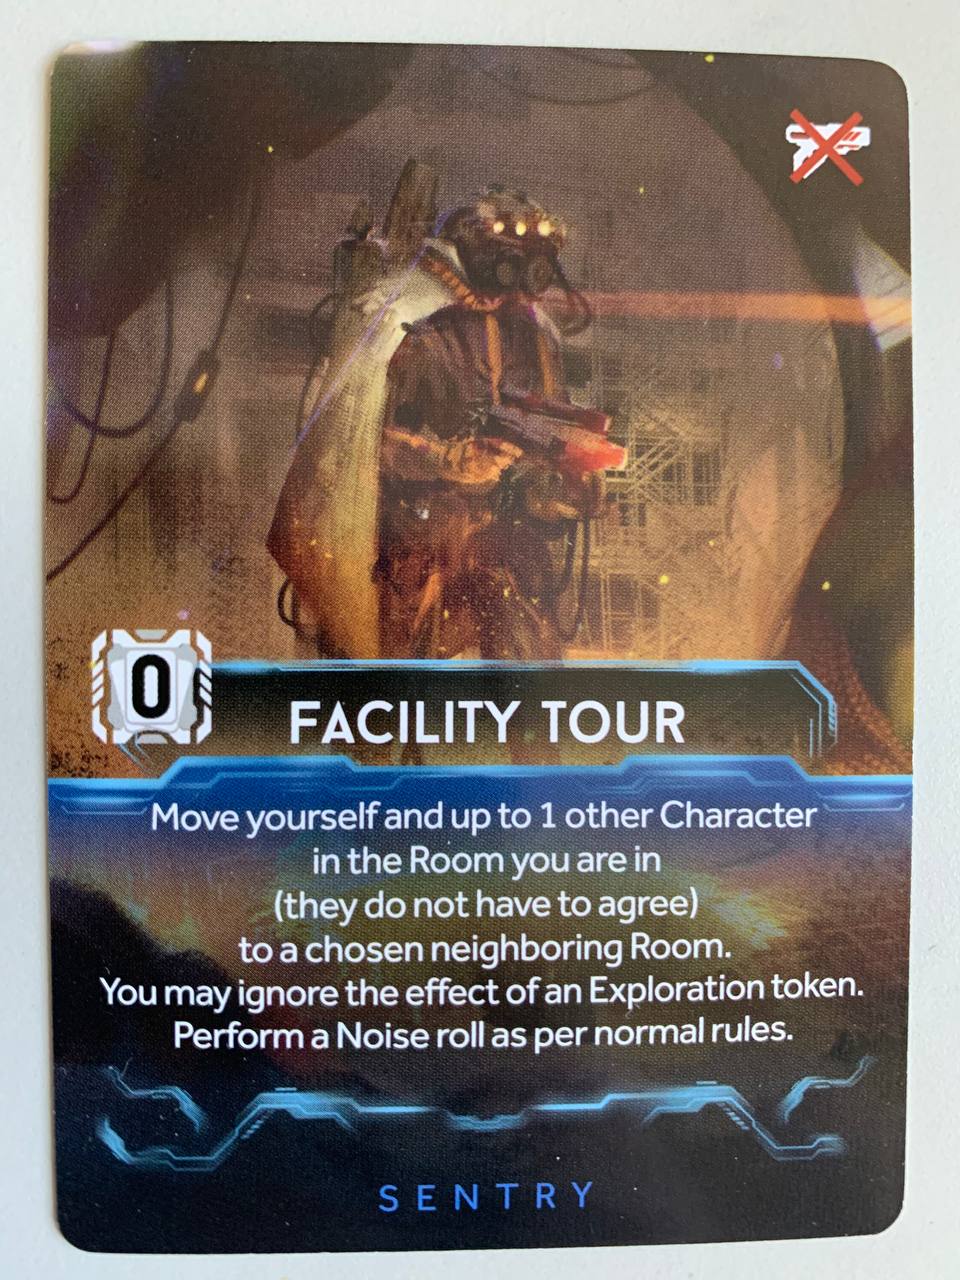 0
FACILITY TOUR
Move yourself and up to 1 other Character
in the Room you are in
(they do not have to agree)
to a chosen neighboring Room.
You may ignore the effect of an Exploration token.
Perform a Noise roll as per normal rules.
SENTRY